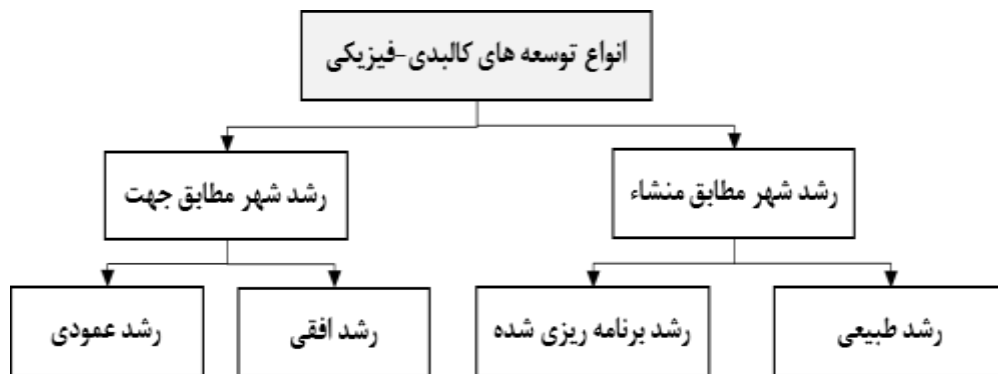 انواع توسعه های کالبدی-فیزیکی
رشد شهر مطابق منشاء
رشد شهر مطابق جهت
رشد طبیعی
رشد برنامه ریزی شده
رشد افقی
رشد عمودی